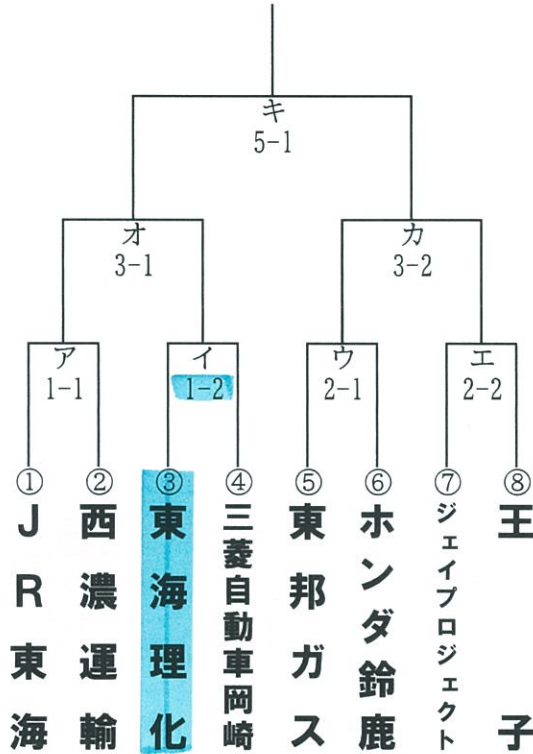 キ
5-1
オ
3-1
カ
3-2
ア
1-1
イ
1-2
ウ
2-1
エ
2-2
①
JR東海
②
西濃運輸
③
東海理化
④
三菱自動車岡崎
⑤
東邦ガス
⑥
ホンダ鈴鹿
⑦
ジェイプロジェクト
⑧
王子